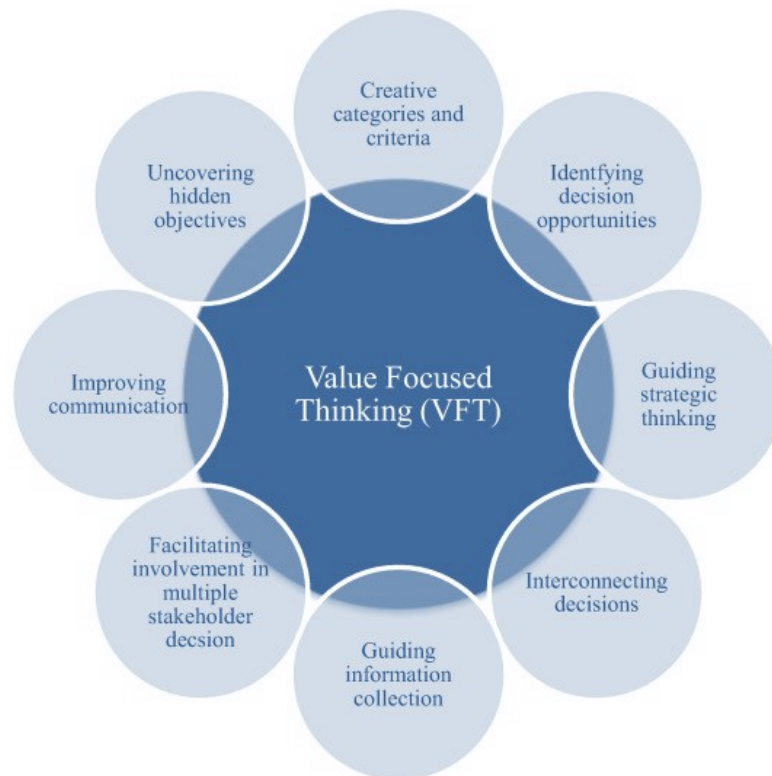 Creative
categories and
criteria
Identfying
decision
opportunities
Guiding
strategic
thinking
Interconnecting
decisions
Guiding
information
collection
Facilitating
involvement in
multiple
stakeholder
decsion
Improving
communication
Uncovering
hidden
objectives
Value Focused
Thinking (VFT)